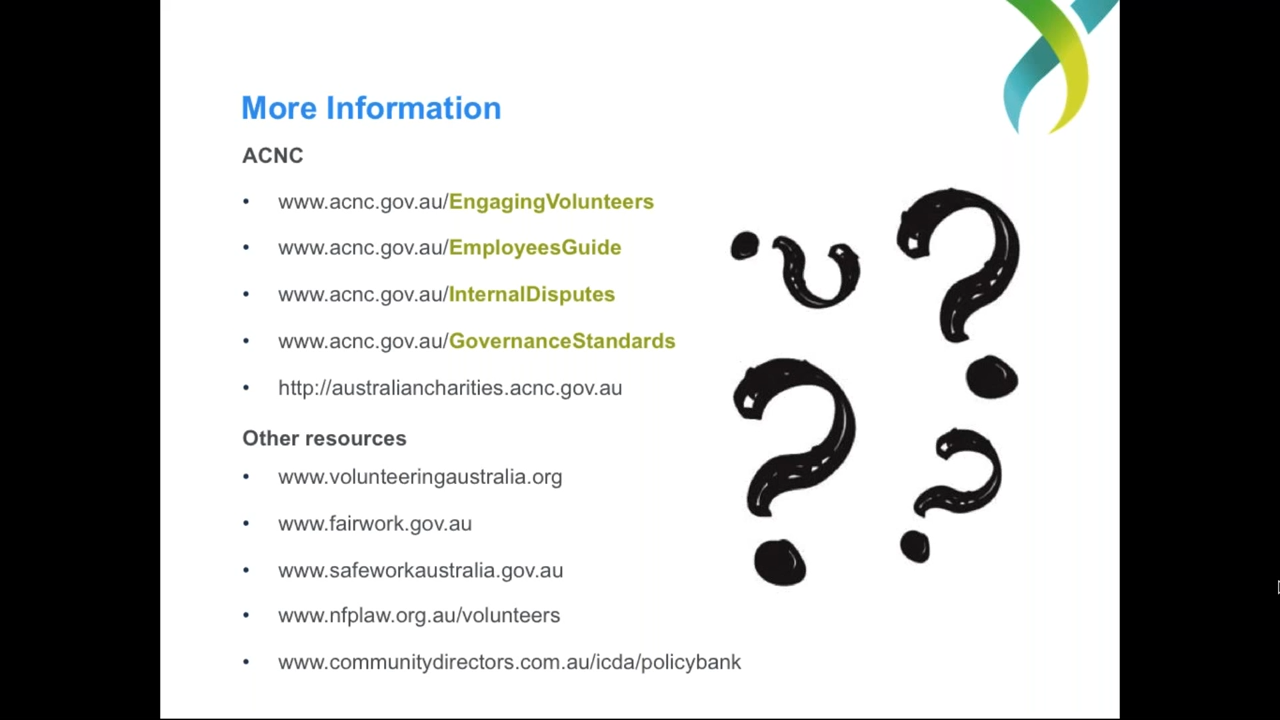 More Information
ACNC
• www.acnc.gov.au/EngagingVolunteers
• www.acnc.gov.au/EmployeesGuide
• www.acnc.gov.au/InternalDisputes
• www.acnc.gov.au/GovernanceStandards
• http://australiancharities.acnc.gov.au
Other resources
• www.volunteeringaustralia.org
• www.fairwork.gov.au
• www.safeworkaustralia.gov.au
• www.nfplaw.org.au/volunteers
• www.communitydirectors.com.au/icda/policybank